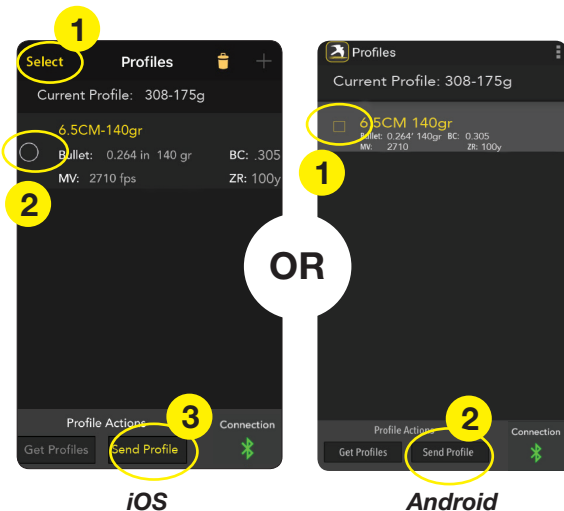 1
Select Profiles
Current Profile: 308-175g
6.5CM-140gr
Bullet: 0.264 in 140 gr BC: .305
MV: 2710 fps ZR: 100y
2
Profile Actions
3
Connection
Get Profiles Send Profile
iOS
OR
Profiles
Current Profile: 308-175g
6.5CM 140gr
Bullet: 0.264' 140gr BC: 0.305
MV: 2710 ZR: 100y
1
Profile Actions
2
Connection
Get Profiles Send Profile
Android